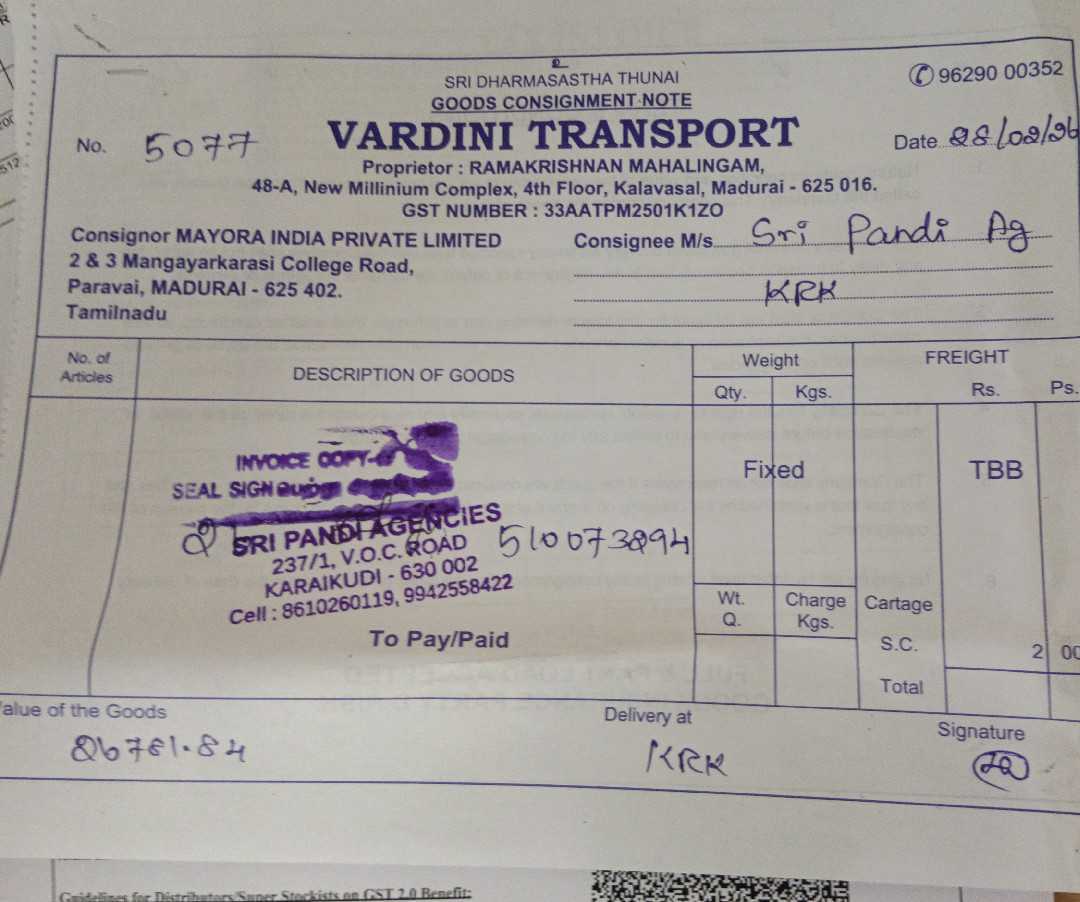 உ
SRI DHARMASASTHA THUNAI
✆ 96290 00352
GOODS CONSIGNMENT NOTE
No. 5077
VARDINI TRANSPORT
Date 28/02/26
Proprietor : RAMAKRISHNAN MAHALINGAM,
48-A, New Millinium Complex, 4th Floor, Kalavasal, Madurai - 625 016.
GST NUMBER : 33AATPM2501K1ZO
Consignor MAYORA INDIA PRIVATE LIMITED
Consignee M/s. Sri Pandi Ag
2 & 3 Mangayarkarasi College Road,
Paravai, MADURAI - 625 402.
KRK
Tamilnadu
No. of Articles
DESCRIPTION OF GOODS
Weight
FREIGHT
Qty.
Kgs.
Rs.
Ps.
INVOICE COPY-
Fixed
TBB
SEAL SIGN
SRI PANDI AGENCIES
510073294
237/1, V.O.C. ROAD
KARAIKUDI - 630 002
Cell : 8610260119, 9942558422
Wt. Q.
Charge Kgs.
Cartage
To Pay/Paid
S.C.
2 00
Total
alue of the Goods
Delivery at
Signature
26761.84
KRK
Guidelines for Distributors/Super Stockists on GST 2.0 Benefit: